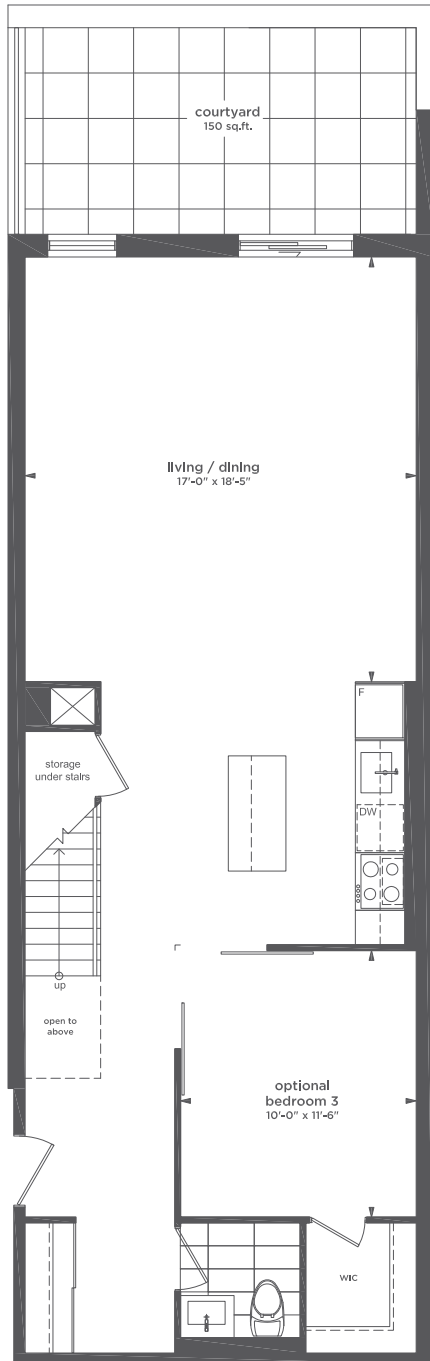 courtyard
150 sq.ft.
living / dining
17'-0" x 18'-5"
F
storage
under stairs
DW
up
open to
above
optional
bedroom 3
10'-0" x 11'-6"
WIC